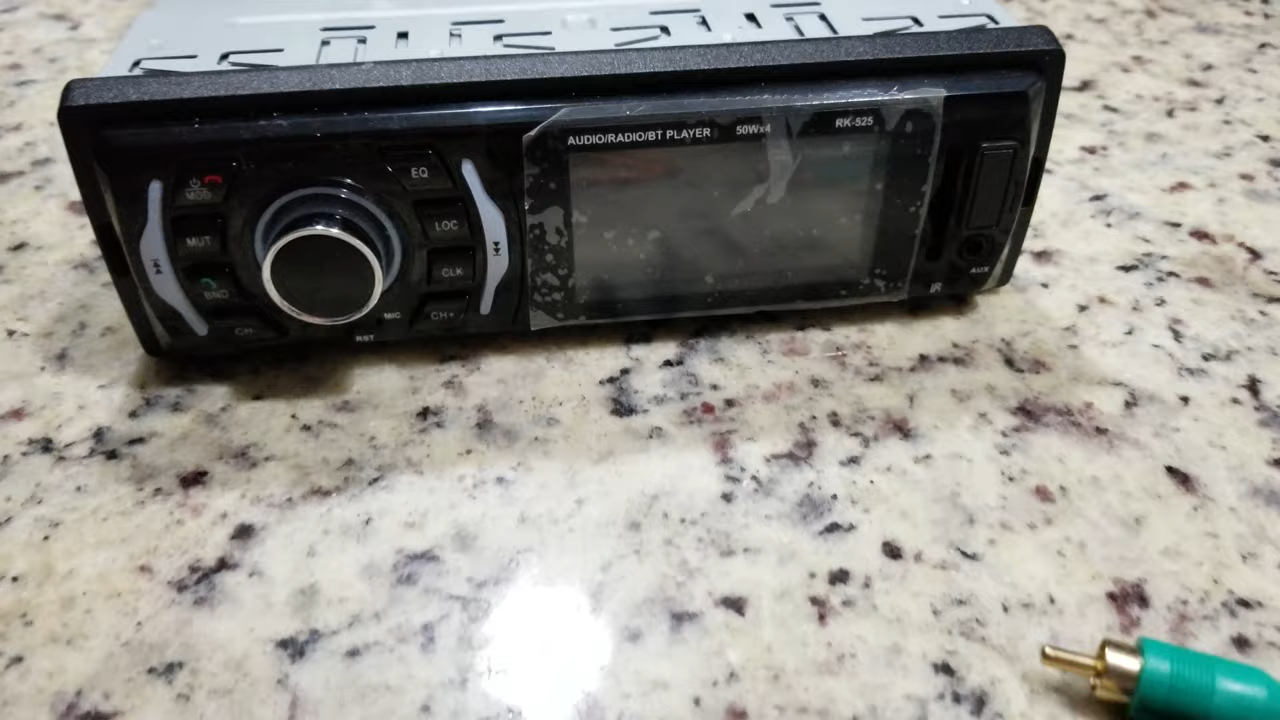 AUDIO/RADIO/BT PLAYER 50Wx4 RK-525
MOD
EQ
MUT
LOC
CLK
BND
CH-
CH+
MIC
RST
AUX
IR